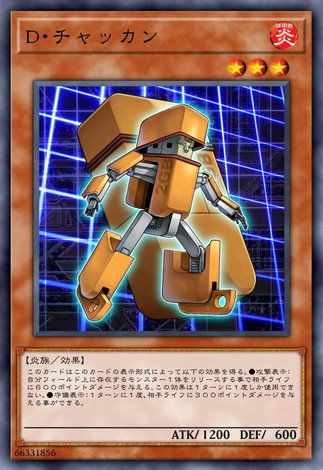 D・チャッカン
炎
2GB
【炎族／効果】
このカードはこのカードの表示形式によって以下の効果を得る。●攻撃表示：
自分フィールド上に存在するモンスター１体をリリースする事で相手ライフ
に６００ポイントダメージを与える。この効果は１ターンに１度しか使用でき
ない。●守備表示：１ターンに１度、相手ライフに３００ポイントダメージを与
える事ができる。
ATK/ 1200 DEF/ 600
66331856